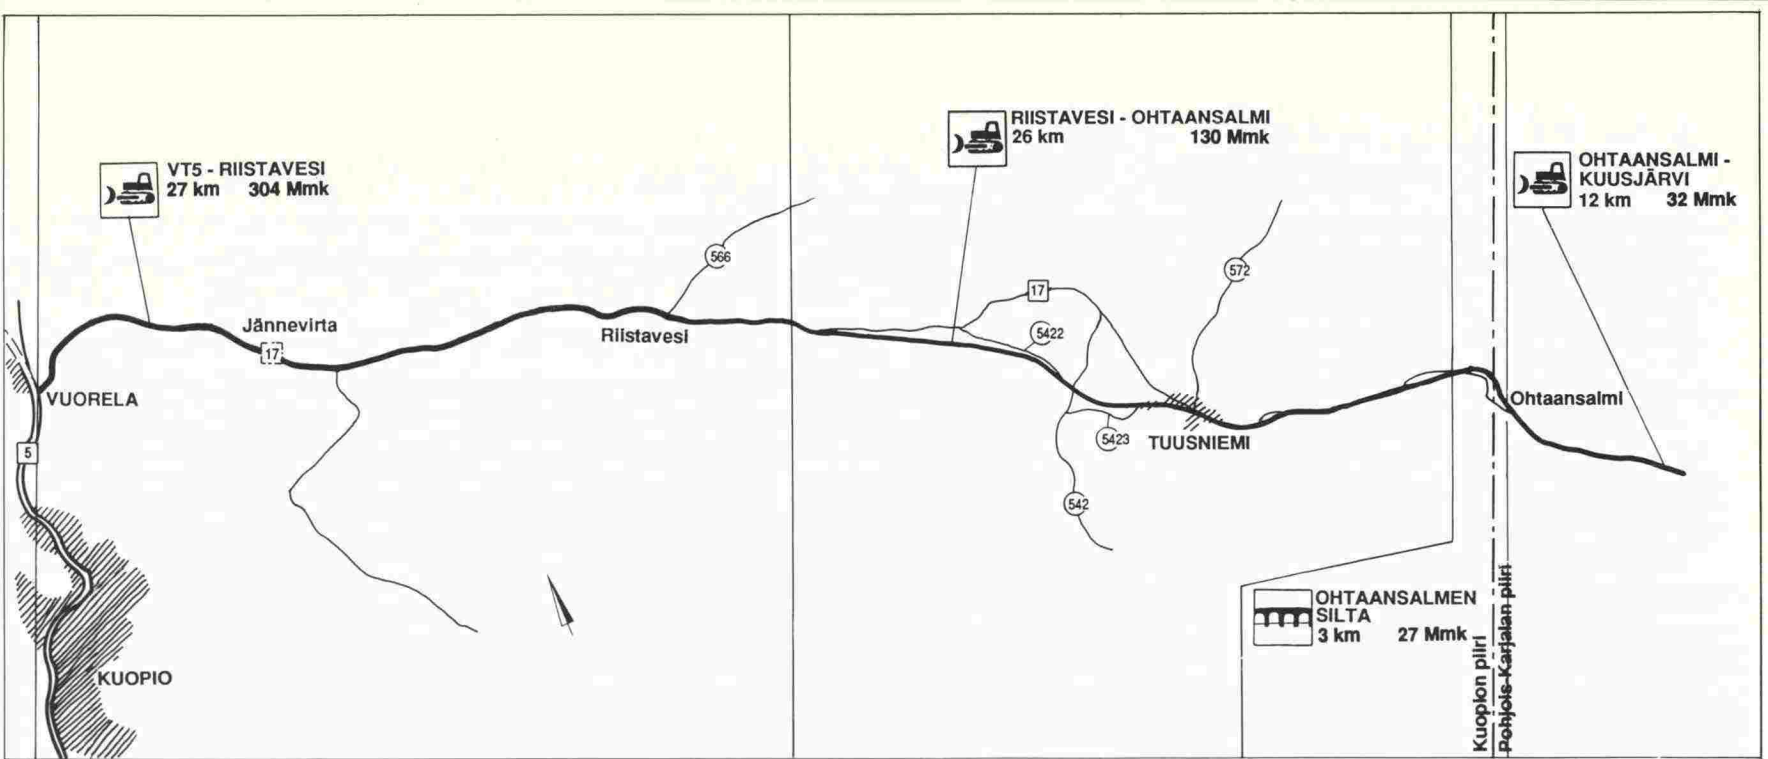 RIISTAVESI - OHTAANSALMI
26 km 130 Mmk
VT5 - RIISTAVESI
27 km 304 Mmk
OHTAANSALMI -
KUUSJÄRVI
12 km 32 Mmk
566
572
17
Jännevirta
17
Riistavesi
5422
VUORELA
Ohtaansalmi
5423
TUUSNIEMI
5
542
OHTAANSALMEN
SILTA
3 km 27 Mmk
KUOPIO
Kuopion piiri
Pohjois-Karjalan piiri